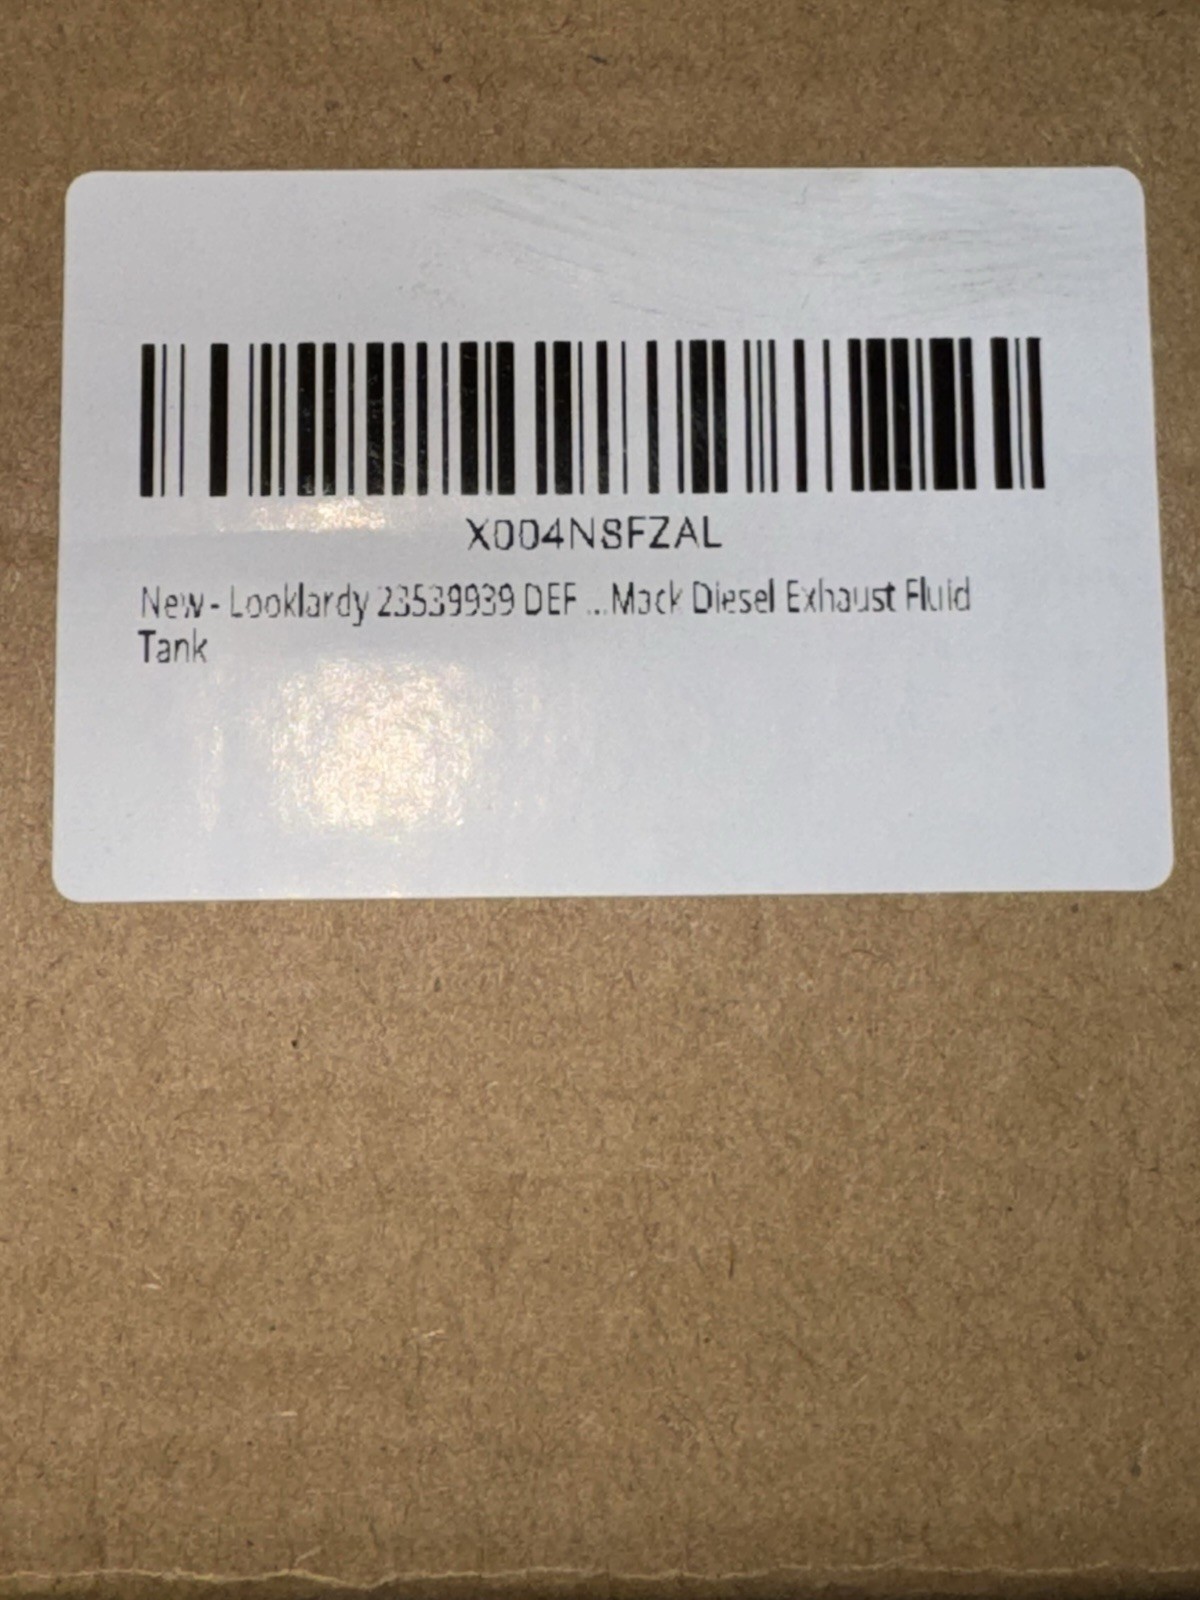 X004NSFZAL
New - Looklardy 23539939 DEF ...Mack Diesel Exhaust Fluid
Tank